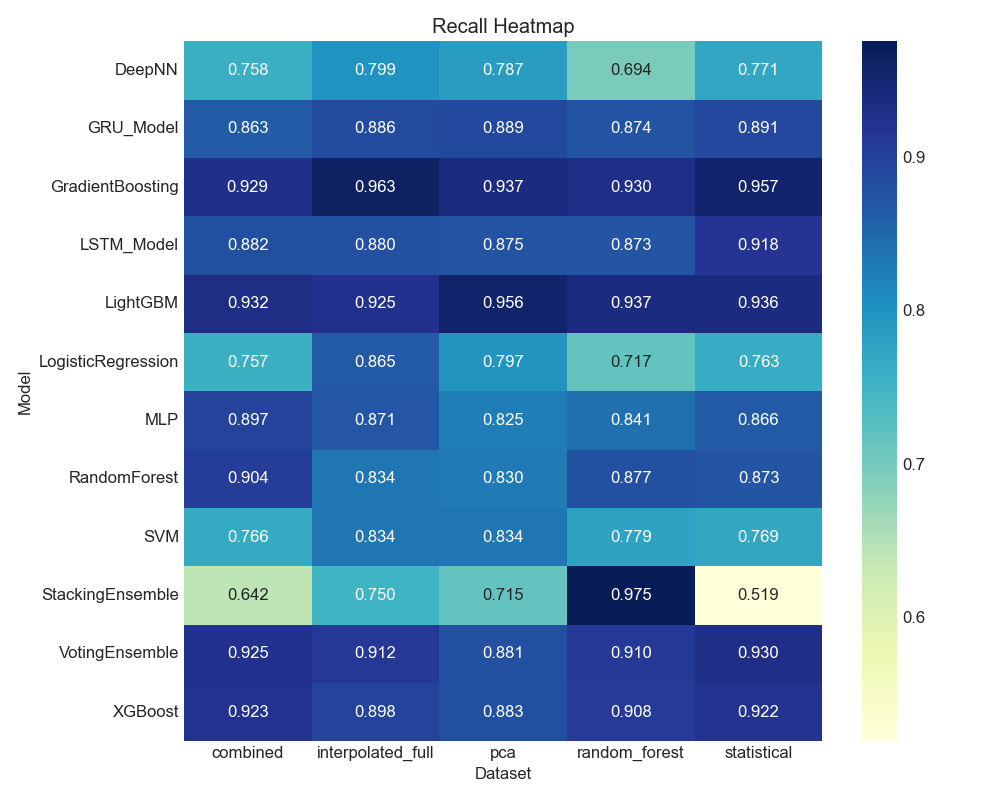 Recall Heatmap
DeepNN 0.758 0.799 0.787 0.694 0.771
GRU_Model 0.863 0.886 0.889 0.874 0.891
GradientBoosting 0.929 0.963 0.937 0.930 0.957
LSTM_Model 0.882 0.880 0.875 0.873 0.918
LightGBM 0.932 0.925 0.956 0.937 0.936
LogisticRegression 0.757 0.865 0.797 0.717 0.763
MLP 0.897 0.871 0.825 0.841 0.866
RandomForest 0.904 0.834 0.830 0.877 0.873
SVM 0.766 0.834 0.834 0.779 0.769
StackingEnsemble 0.642 0.750 0.715 0.975 0.519
VotingEnsemble 0.925 0.912 0.881 0.910 0.930
XGBoost 0.923 0.898 0.883 0.908 0.922
combined interpolated_full pca random_forest statistical
Dataset
Model
0.9
0.8
0.7
0.6